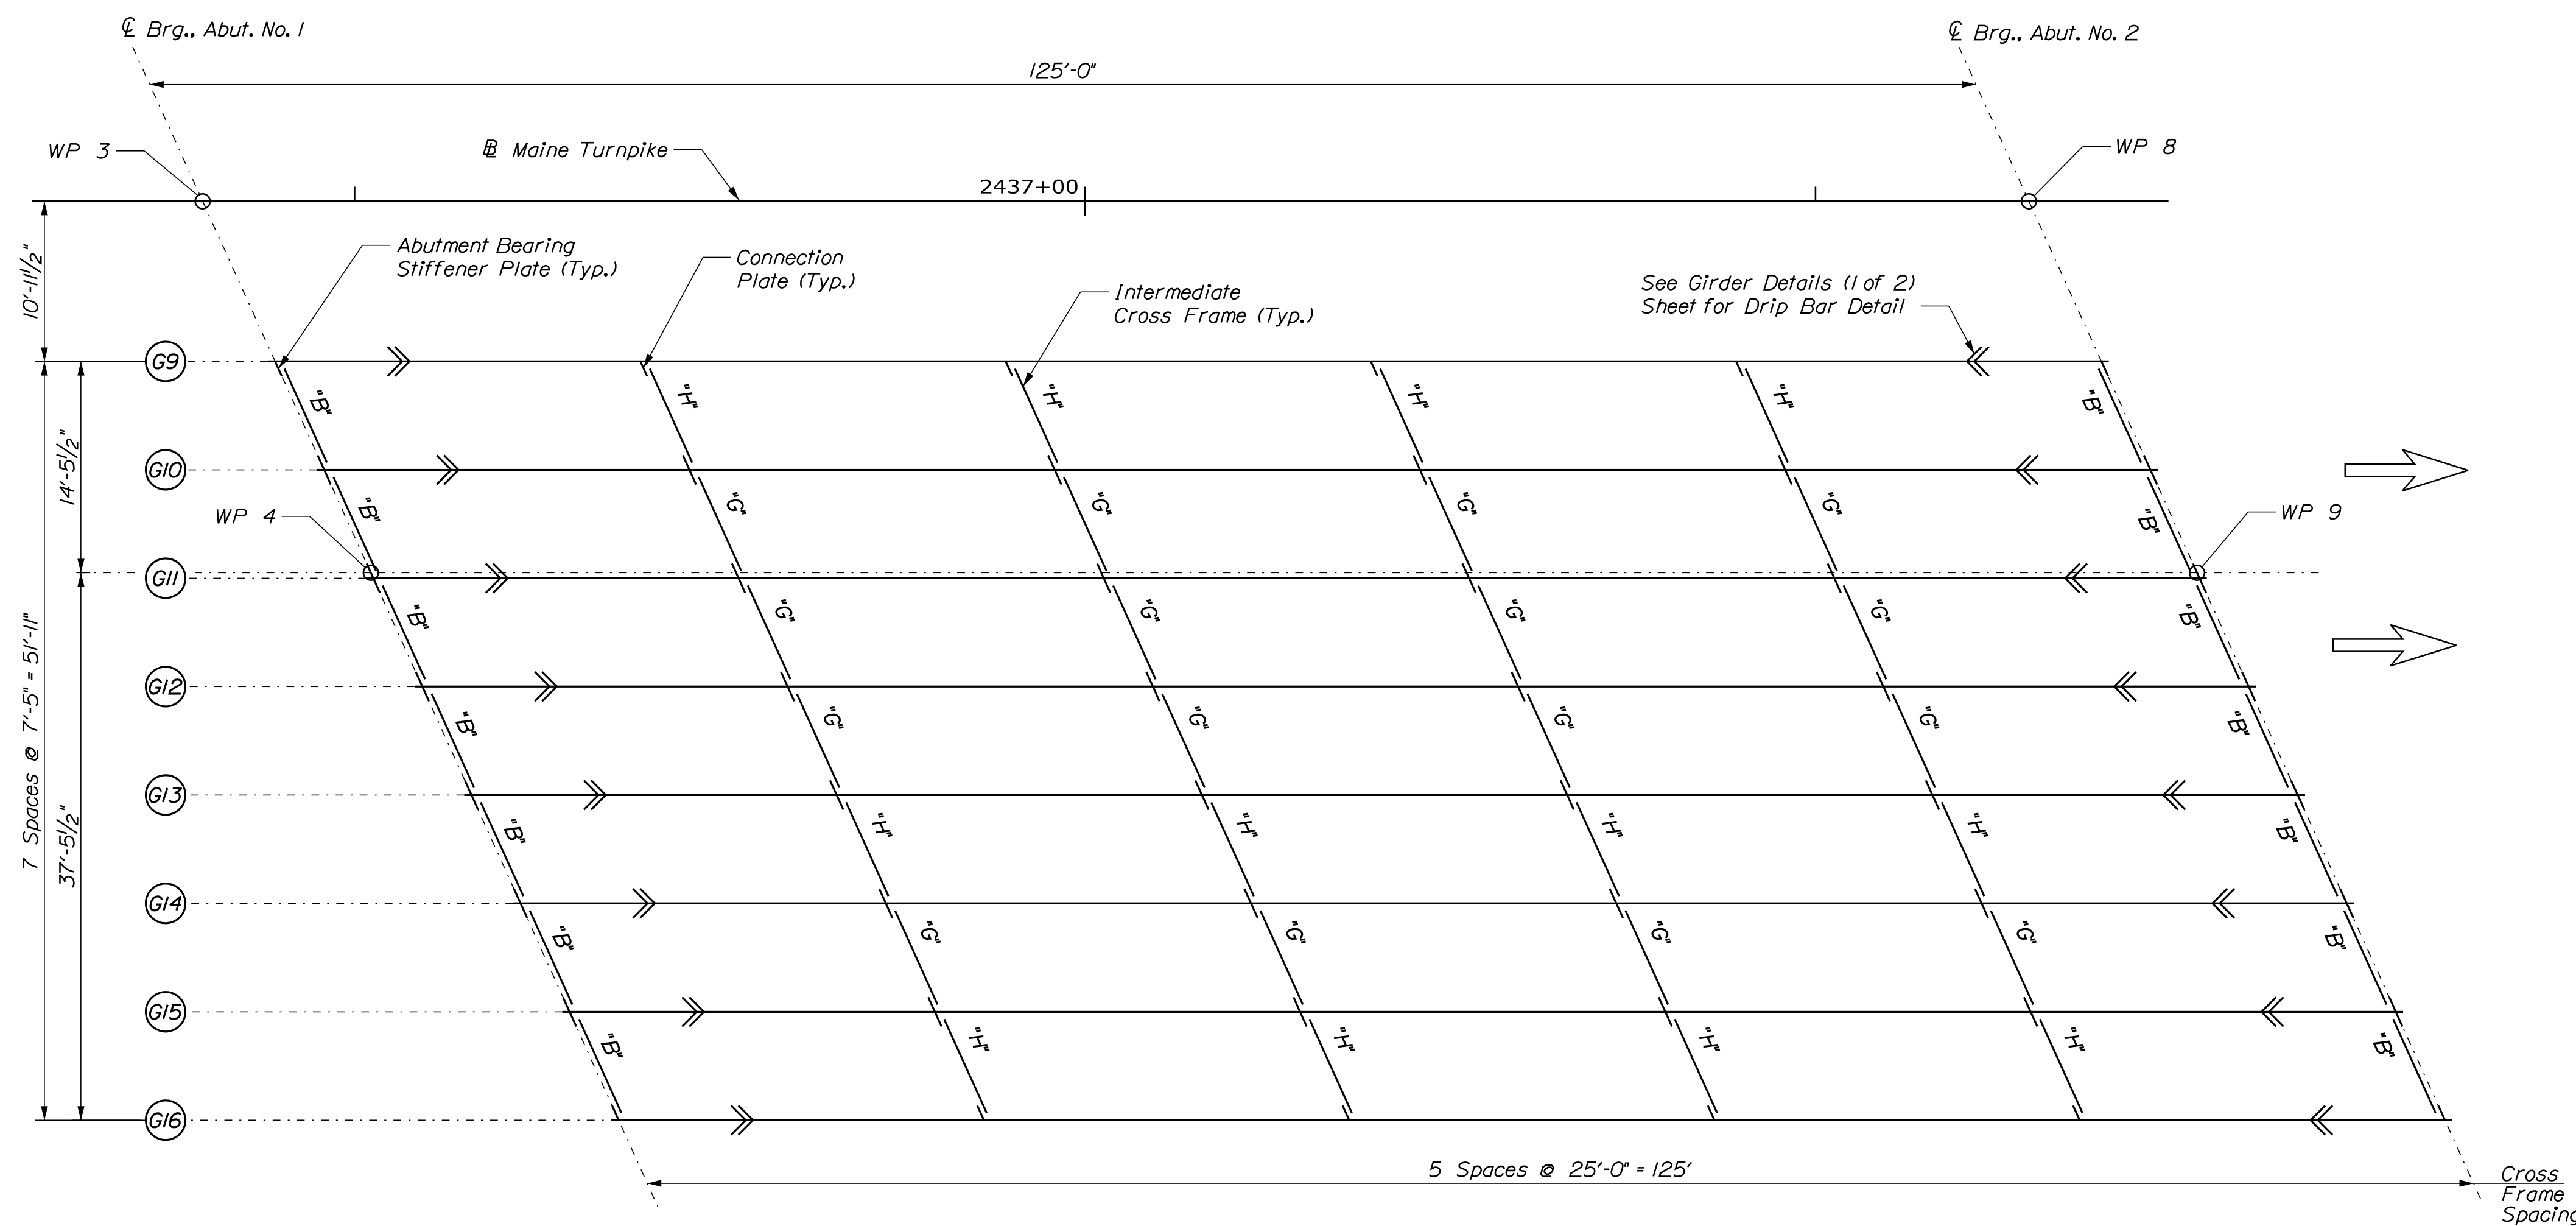 ℄ Brg., Abut. No. 1
℄ Brg., Abut. No. 2
125'-0"
WP 3
BL Maine Turnpike
2437+00
WP 8
10'-11½"
Abutment Bearing
Stiffener Plate (Typ.)
Connection
Plate (Typ.)
Intermediate
Cross Frame (Typ.)
See Girder Details (1 of 2)
Sheet for Drip Bar Detail
G9
"B"
"H"
"H"
"H"
"H"
"B"
14'-5½"
G10
"B"
"G"
"G"
"G"
"G"
"B"
WP 4
WP 9
G11
"B"
"G"
"G"
"G"
"G"
"B"
7 Spaces @ 7'-5" = 51'-11"
37'-5½"
G12
"B"
"G"
"G"
"G"
"G"
"B"
G13
"B"
"H"
"H"
"H"
"H"
"B"
G14
"B"
"G"
"G"
"G"
"G"
"B"
G15
"B"
"H"
"H"
"H"
"H"
"B"
G16
5 Spaces @ 25'-0" = 125'
Cross
Frame
Spacing